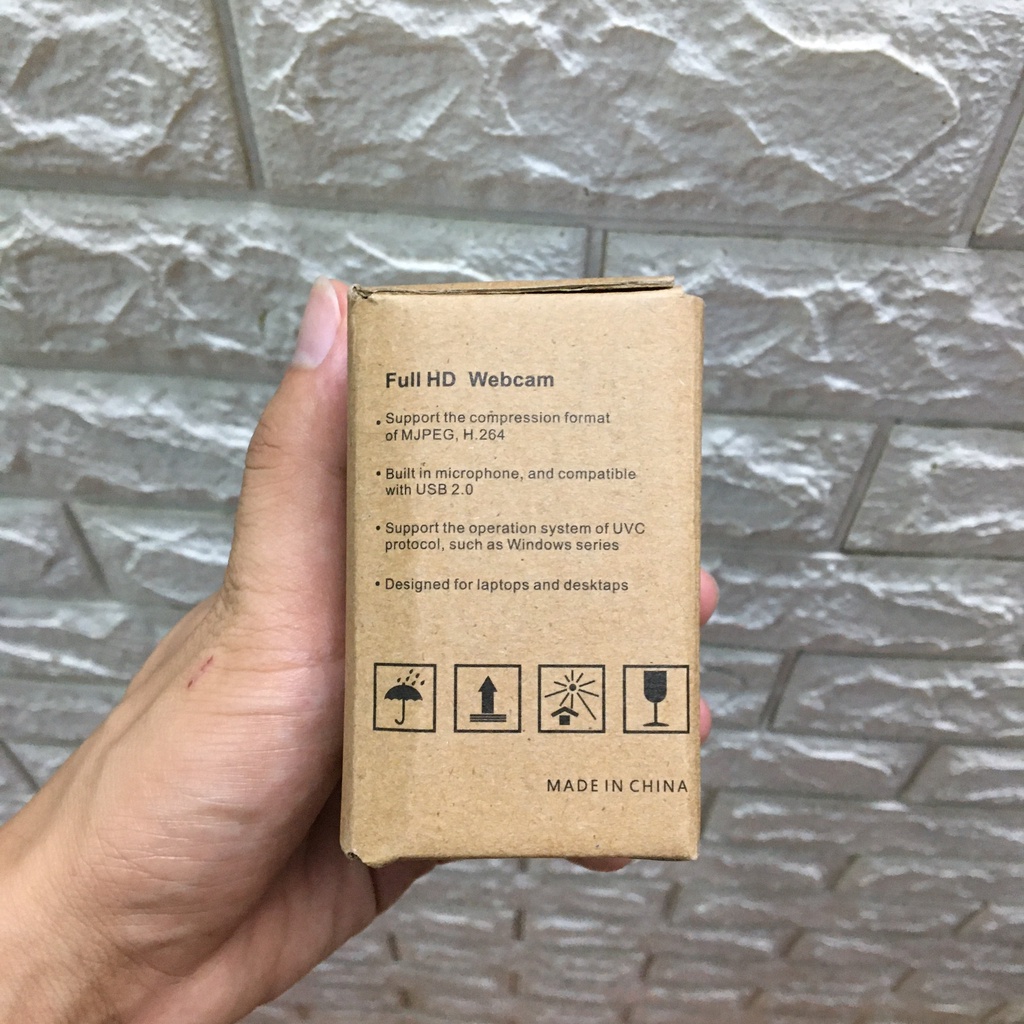 Full HD Webcam
• Support the compression format
of MJPEG, H.264
• Built in microphone, and compatible
with USB 2.0
• Support the operation system of UVC
protocol, such as Windows series
• Designed for laptops and desktaps
MADE IN CHINA